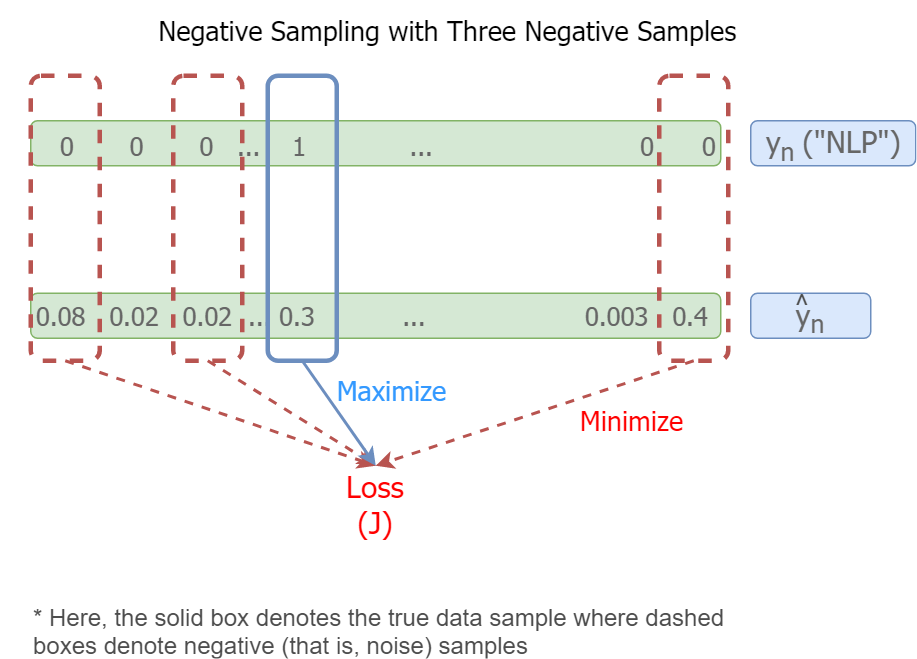 Negative Sampling with Three Negative Samples
0 0 0 ... 1 ... 0 0 yn ("NLP")
0.08 0.02 0.02 .. 0.3 ... 0.003 0.4 ŷn
Maximize
Minimize
Loss
(J)
* Here, the solid box denotes the true data sample where dashed
boxes denote negative (that is, noise) samples